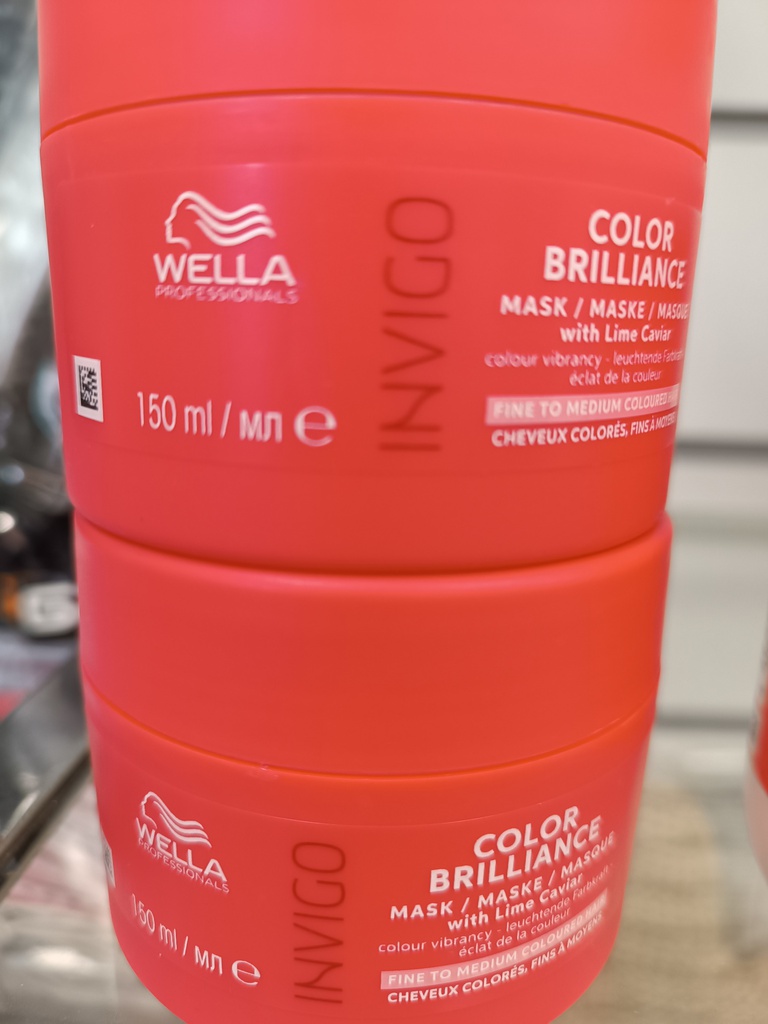 WELLA
PROFESSIONALS
150 ml / мл e
INVIGO
COLOR
BRILLIANCE
MASK / MASKE / MASQUE
with Lime Caviar
colour vibrancy - leuchtende
éclat de la couleur
FINE TO MEDIUM COLOURED
CHEVEUX COLORÉS, FINS À MOYENS
WELLA
PROFESSIONALS
150 ml / мл e
INVIGO
COLOR
BRILLIANCE
MASK / MASKE / MASQUE
with Lime Caviar
colour vibrancy - leuchtende Farbkraft -
éclat de la couleur
FINE TO MEDIUM COLOURED HAIR
CHEVEUX COLORÉS, FINS À MOYENS